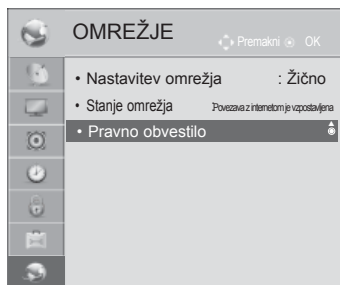 OMREŽJE
Premakni OK
• Nastavitev omrežja : Žično
• Stanje omrežja :Povezava z internetom je vzpostavljena
• Pravno obvestilo